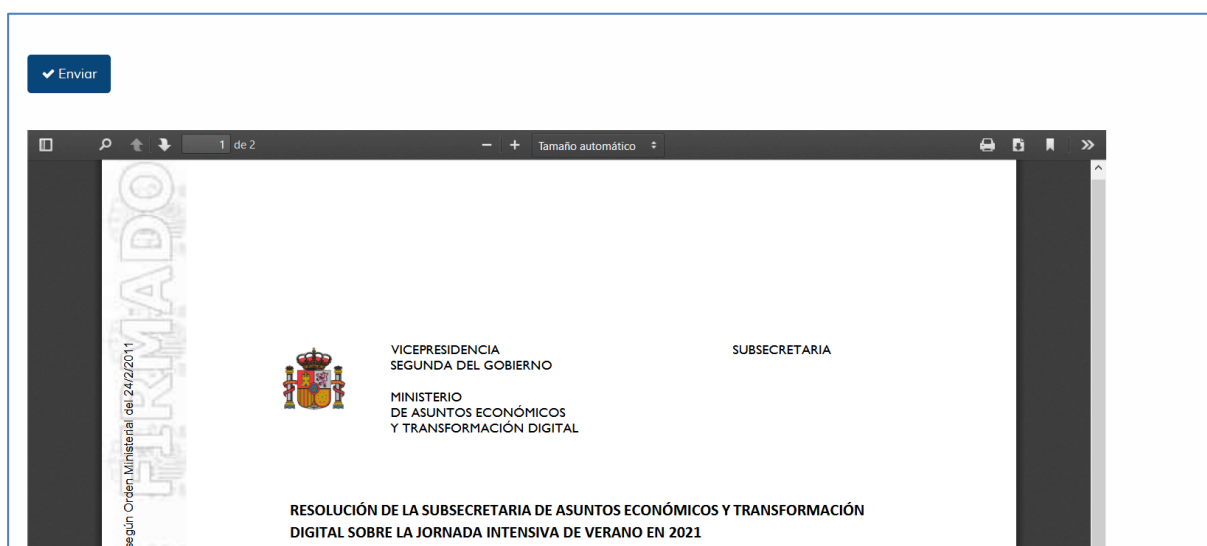 Enviar
1 de 2
Tamaño automático
FIRMADO
según Orden.Ministerial del 24/2/2011
VICEPRESIDENCIA
SEGUNDA DEL GOBIERNO
SUBSECRETARIA
MINISTERIO
DE ASUNTOS ECONÓMICOS
Y TRANSFORMACIÓN DIGITAL
RESOLUCIÓN DE LA SUBSECRETARIA DE ASUNTOS ECONÓMICOS Y TRANSFORMACIÓN
DIGITAL SOBRE LA JORNADA INTENSIVA DE VERANO EN 2021